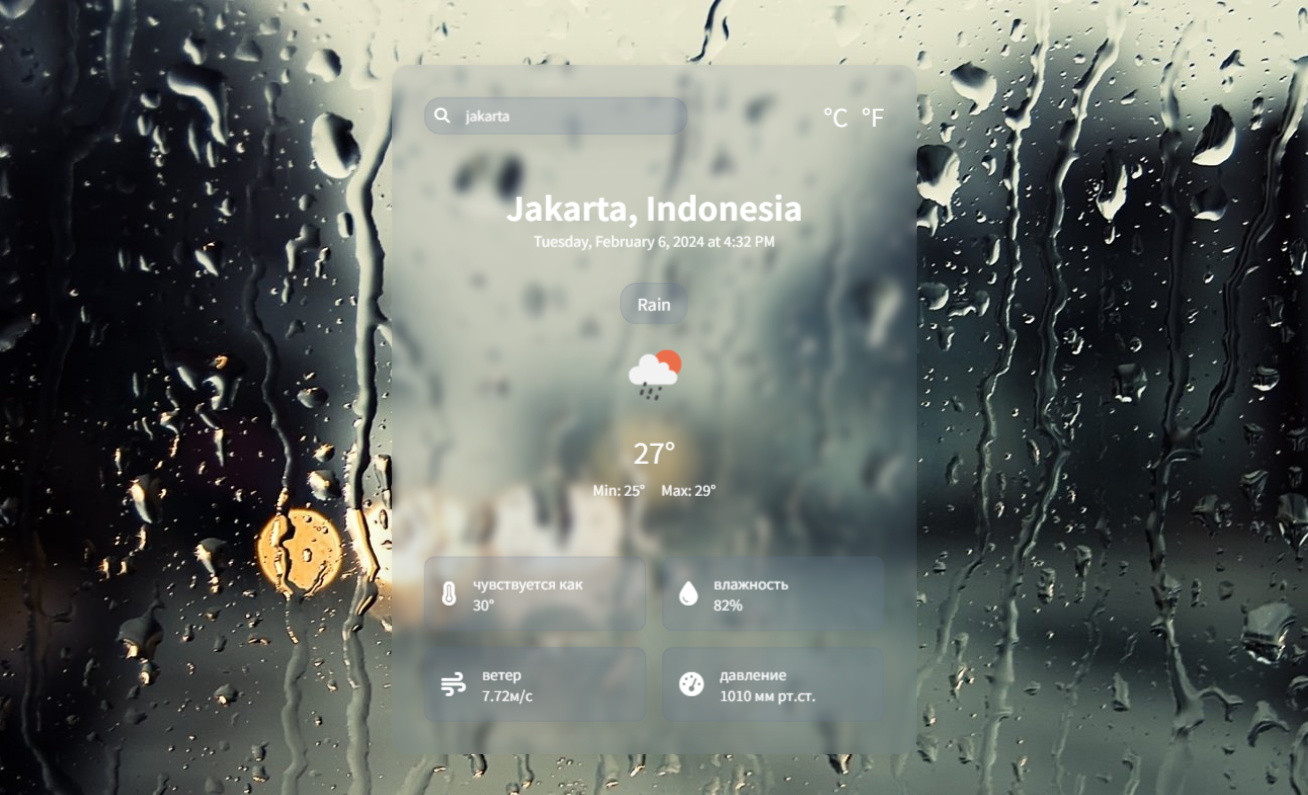 jakarta
°C °F
Jakarta, Indonesia
Tuesday, February 6, 2024 at 4:32 PM
Rain
27°
Min: 25° Max: 29°
чувствуется как
30°
влажность
82%
ветер
7.72м/с
давление
1010 мм рт.ст.